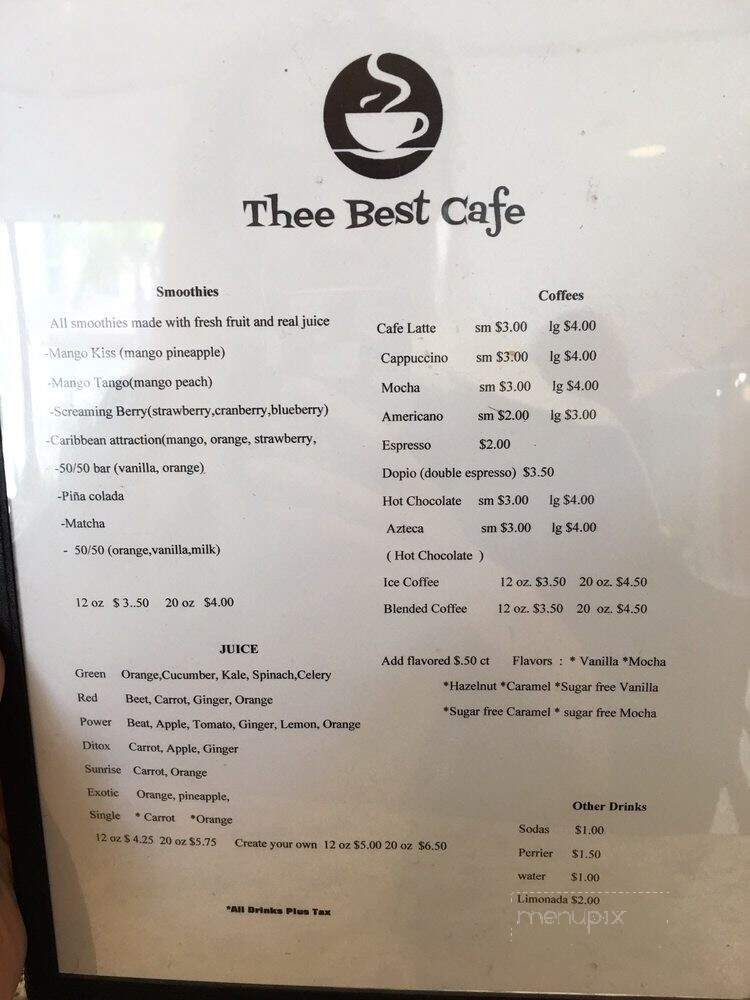 Thee Best Cafe
Smoothies
All smoothies made with fresh fruit and real juice
-Mango Kiss (mango pineapple)
-Mango Tango(mango peach)
-Screaming Berry(strawberry,cranberry,blueberry)
-Caribbean attraction(mango, orange, strawberry,
-50/50 bar (vanilla, orange)
-Piña colada
-Matcha
- 50/50 (orange,vanilla,milk)
12 oz $ 3..50 20 oz $4.00
JUICE
Green Orange,Cucumber, Kale, Spinach,Celery
Red Beet, Carrot, Ginger, Orange
Power Beat, Apple, Tomato, Ginger, Lemon, Orange
Ditox Carrot, Apple, Ginger
Sunrise Carrot, Orange
Exotic Orange, pineapple,
Single * Carrot *Orange
12 oz $ 4.25 20 oz $5.75 Create your own 12 oz $5.00 20 oz $6.50
*All Drinks Plus Tax
Coffees
Cafe Latte sm $3.00 lg $4.00
Cappuccino sm $3.00 lg $4.00
Mocha sm $3.00 lg $4.00
Americano sm $2.00 lg $3.00
Espresso $2.00
Dopio (double espresso) $3.50
Hot Chocolate sm $3.00 lg $4.00
Azteca sm $3.00 lg $4.00
( Hot Chocolate )
Ice Coffee 12 oz. $3.50 20 oz. $4.50
Blended Coffee 12 oz. $3.50 20 oz. $4.50
Add flavored $.50 ct Flavors : * Vanilla *Mocha
*Hazelnut *Caramel *Sugar free Vanilla
*Sugar free Caramel * sugar free Mocha
Other Drinks
Sodas $1.00
Perrier $1.50
water $1.00
Limonada $2.00
menupix